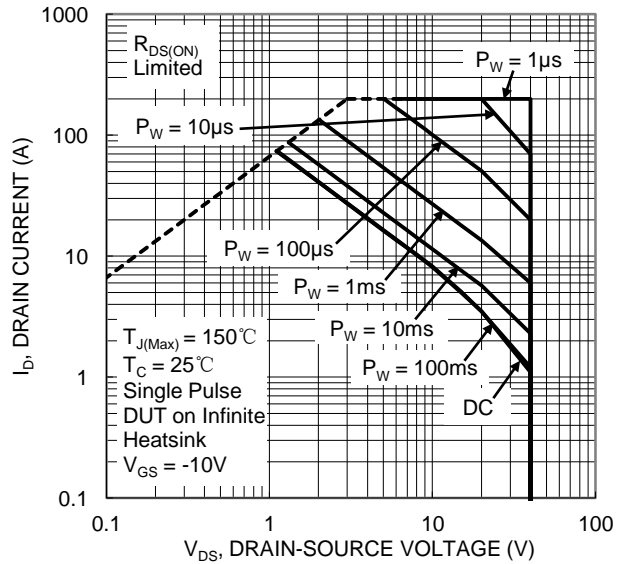 1000
R_DS(ON)
Limited
P_W = 1µs
P_W = 10µs
100
P_W = 100µs
10
P_W = 1ms
P_W = 10ms
P_W = 100ms
DC
T_J(Max) = 150℃
T_C = 25℃
Single Pulse
DUT on Infinite
Heatsink
V_GS = -10V
1
0.1
I_D, DRAIN CURRENT (A)
0.1 1 10 100
V_DS, DRAIN-SOURCE VOLTAGE (V)